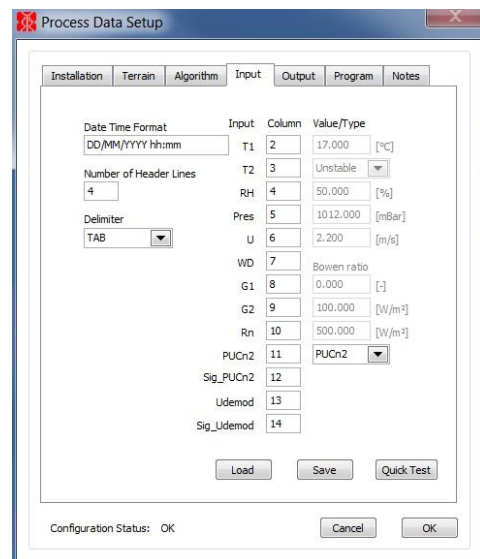 Process Data Setup
Installation Terrain Algorithm Input Output Program Notes
Date Time Format Input Column Value/Type
DD/MM/YYYY hh:mm T1 2 17.000 [°C]
Number of Header Lines T2 3 Unstable
4 RH 4 50.000 [%]
Delimiter Pres 5 1012.000 [mBar]
TAB U 6 2.200 [m/s]
WD 7 Bowen ratio
G1 8 0.000 [-]
G2 9 100.000 [W/m²]
Rn 10 500.000 [W/m²]
PUCn2 11 PUCn2
Sig_PUCn2 12
Udemod 13
Sig_Udemod 14
Load Save Quick Test
Configuration Status: OK Cancel OK